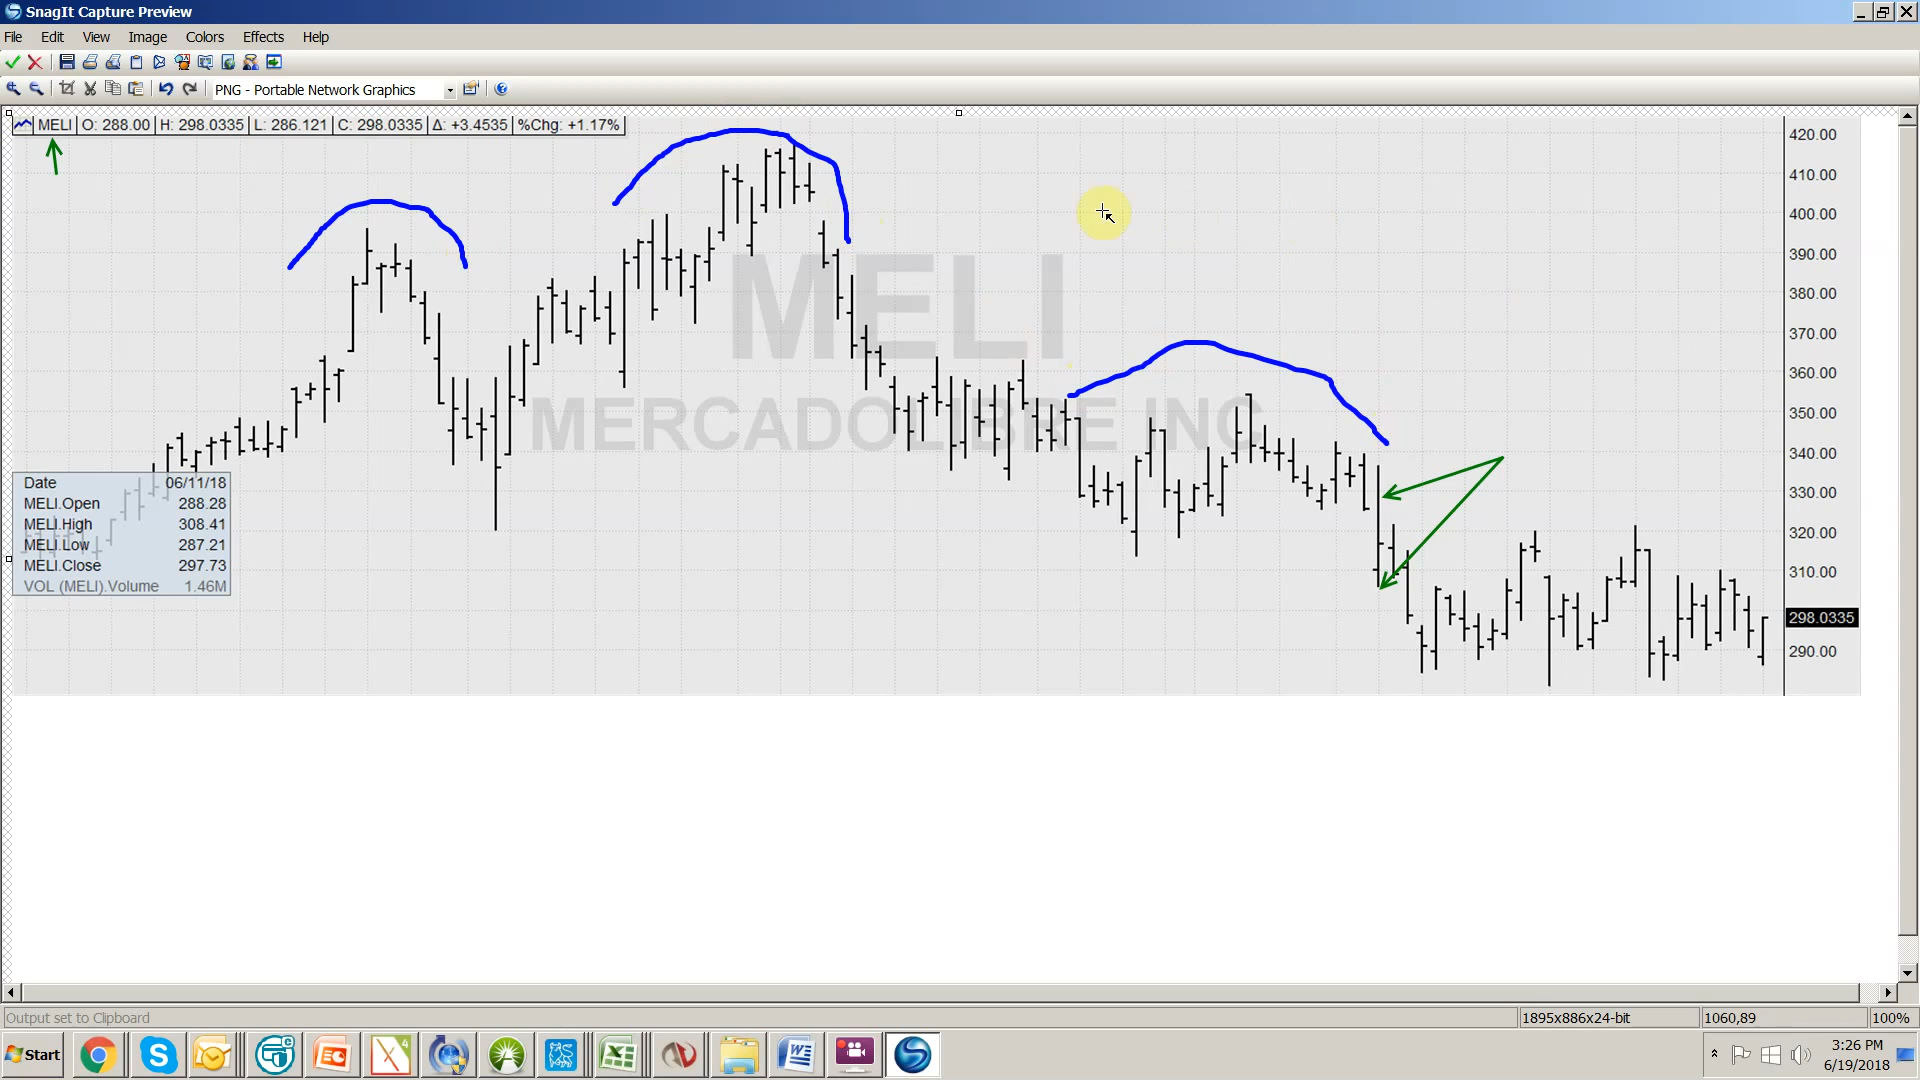 SnagIt Capture Preview
File Edit View Image Colors Effects Help
PNG - Portable Network Graphics
MELI O: 288.00 H: 298.0335 L: 286.121 C: 298.0335 Δ: +3.4535 %Chg: +1.17%
420.00
410.00
400.00
390.00
380.00
370.00
360.00
350.00
340.00
330.00
320.00
310.00
298.0335
290.00
MELI
MERCADOLIBRE INC
Date 06/11/18
MELI.Open 288.28
MELI.High 308.41
MELI.Low 287.21
MELI.Close 297.73
VOL (MELI).Volume 1.46M
Output set to Clipboard 1895x886x24-bit 1060,89 100%
Start
3:26 PM
6/19/2018